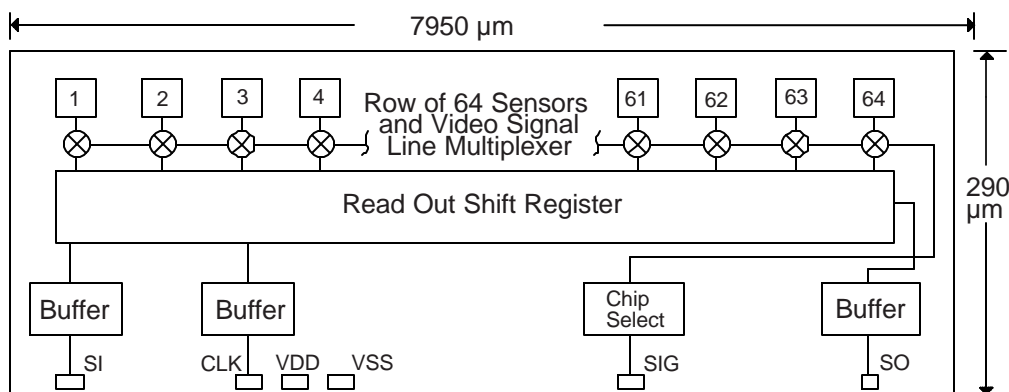 7950 µm
1 2 3 4 61 62 63 64
Row of 64 Sensors
and Video Signal
Line Multiplexer
290
µm
Read Out Shift Register
Buffer Buffer Chip
Select Buffer
SI CLK VDD VSS SIG SO